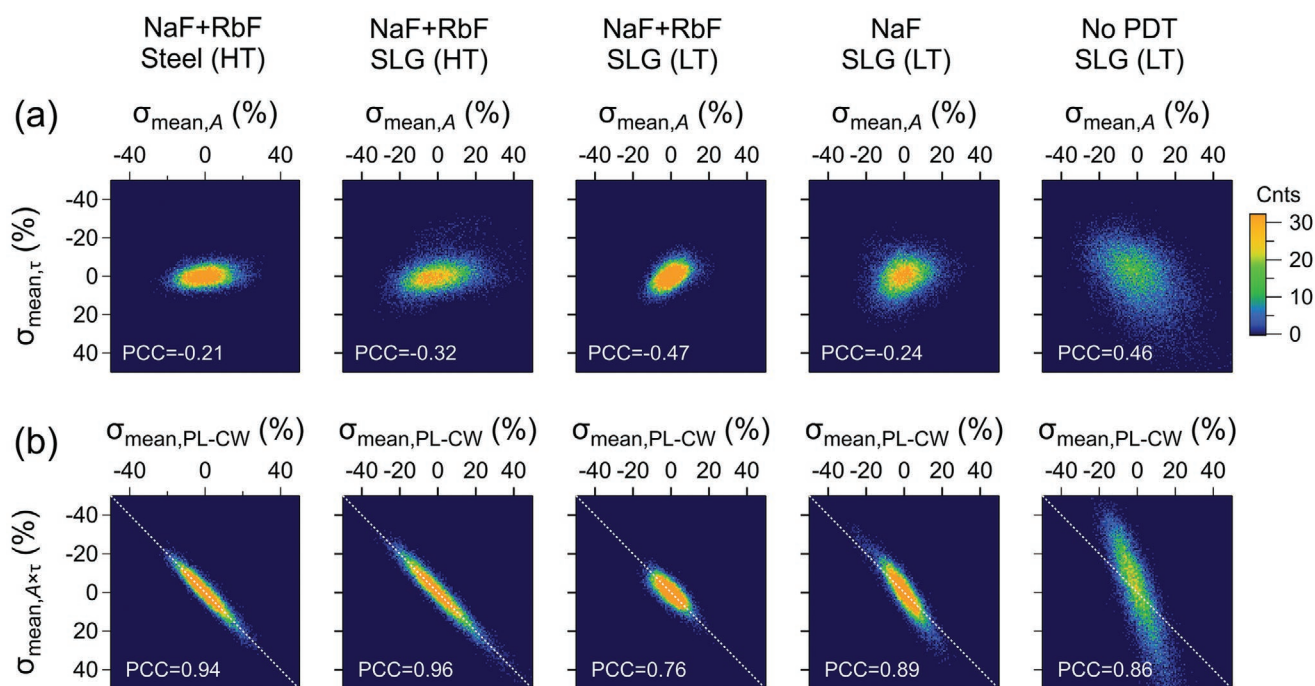 NaF+RbF NaF+RbF NaF+RbF NaF No PDT
Steel (HT) SLG (HT) SLG (LT) SLG (LT) SLG (LT)
(a) σmean,A (%) σmean,A (%) σmean,A (%) σmean,A (%) σmean,A (%)
-40 0 40 -40 -20 0 20 40 -40 -20 0 20 40 -40 -20 0 20 40 -40 -20 0 20 40
Cnts
-40
-20
0
20
40
σmean,τ (%)
30
20
10
0
PCC=-0.21 PCC=-0.32 PCC=-0.47 PCC=-0.24 PCC=0.46
(b) σmean,PL-CW (%) σmean,PL-CW (%) σmean,PL-CW (%) σmean,PL-CW (%) σmean,PL-CW (%)
-40 0 40 -40 -20 0 20 40 -40 -20 0 20 40 -40 -20 0 20 40 -40 -20 0 20 40
-40
-20
0
20
40
σmean,A×τ (%)
PCC=0.94 PCC=0.96 PCC=0.76 PCC=0.89 PCC=0.86